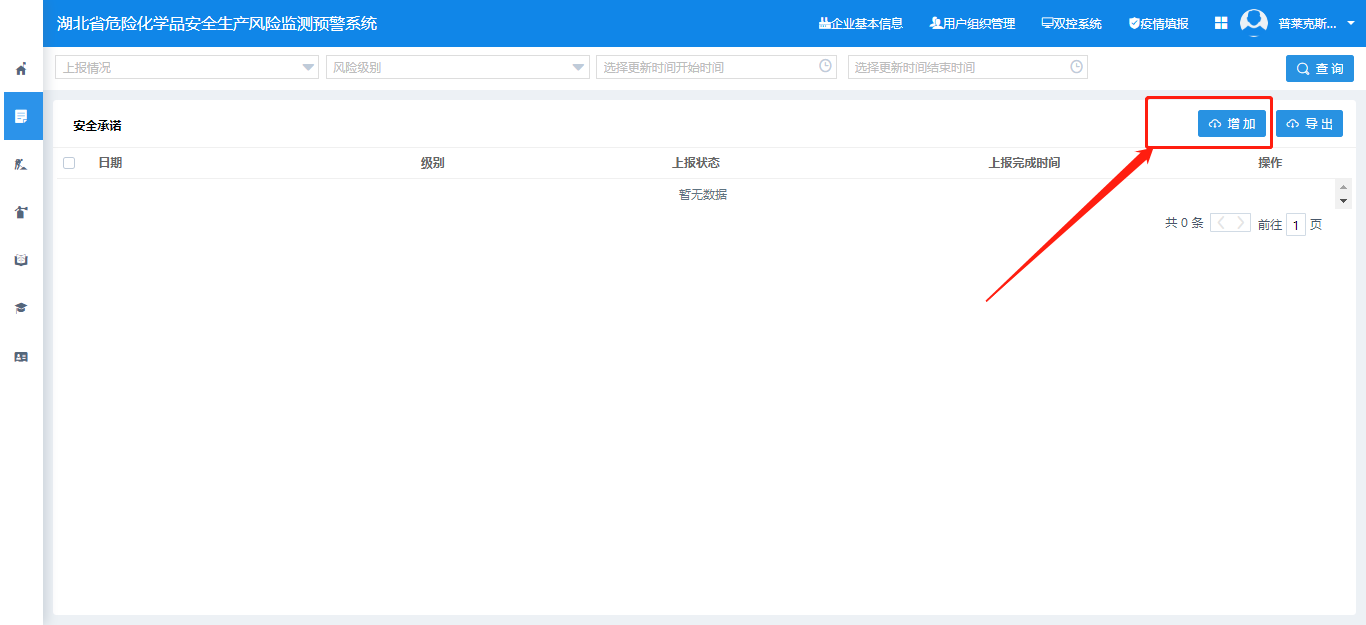 湖北省危险化学品安全生产风险监测预警系统 企业基本信息 用户组织管理 双控系统 疫情填报 普莱克斯...
上报情况 风险级别 选择更新时间开始时间 选择更新时间结束时间 查询
安全承诺 增加 导出
日期 级别 上报状态 上报完成时间 操作
暂无数据
共 0 条 前往 1 页